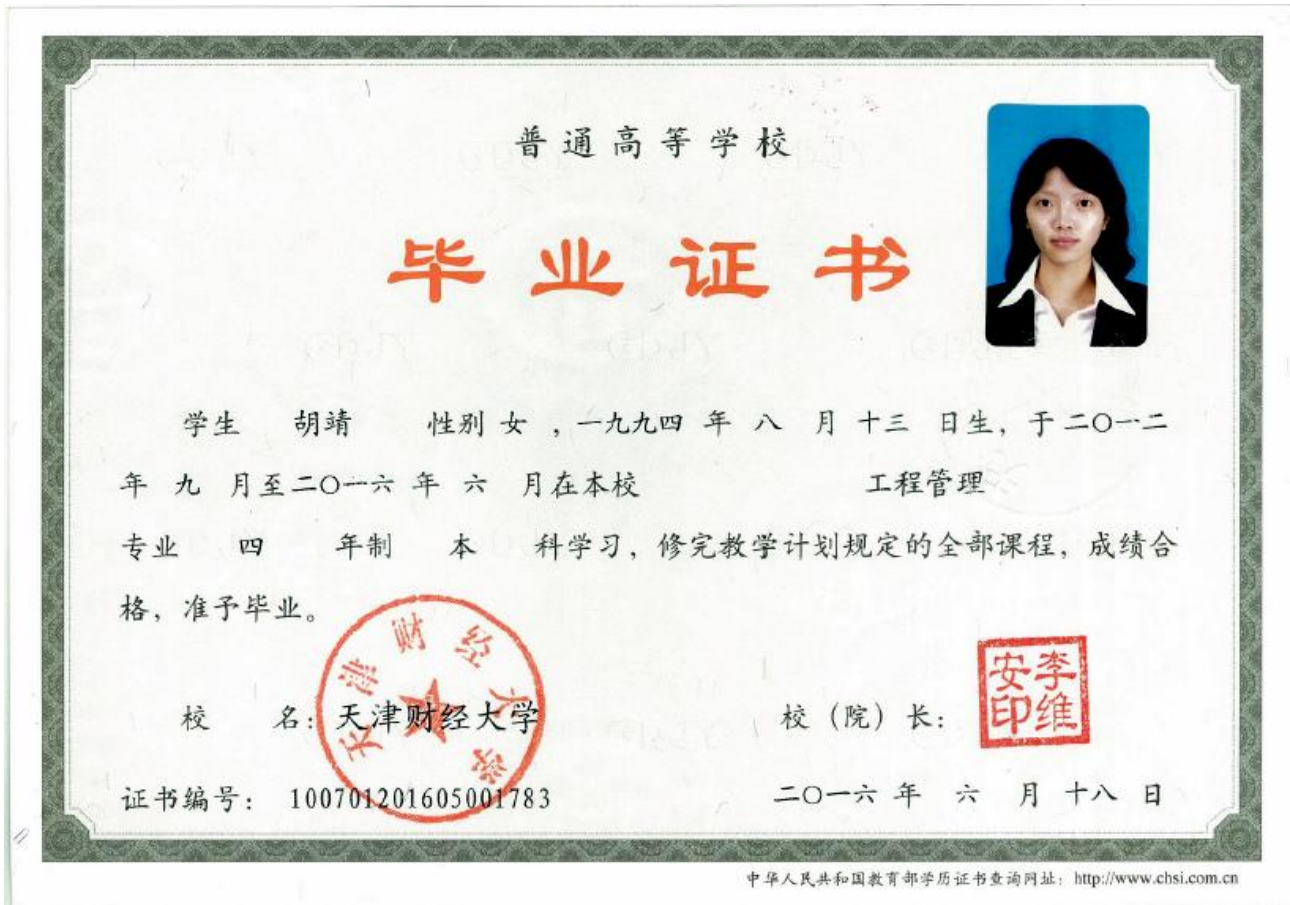 普通高等学校
毕业证书
学生 胡靖 性别 女 ，一九九四 年 八 月 十三 日生，于二〇一二
年 九 月至二〇一六 年 六 月在本校 工程管理
专业 四 年制 本 科学习，修完教学计划规定的全部课程，成绩合
格，准予毕业。
天津财经大学
李维安印
校 名：天津财经大学 校（院）长：
证书编号： 100701201605001783 二〇一六 年 六 月 十八 日
中华人民共和国教育部学历证书查询网址：http://www.chsi.com.cn